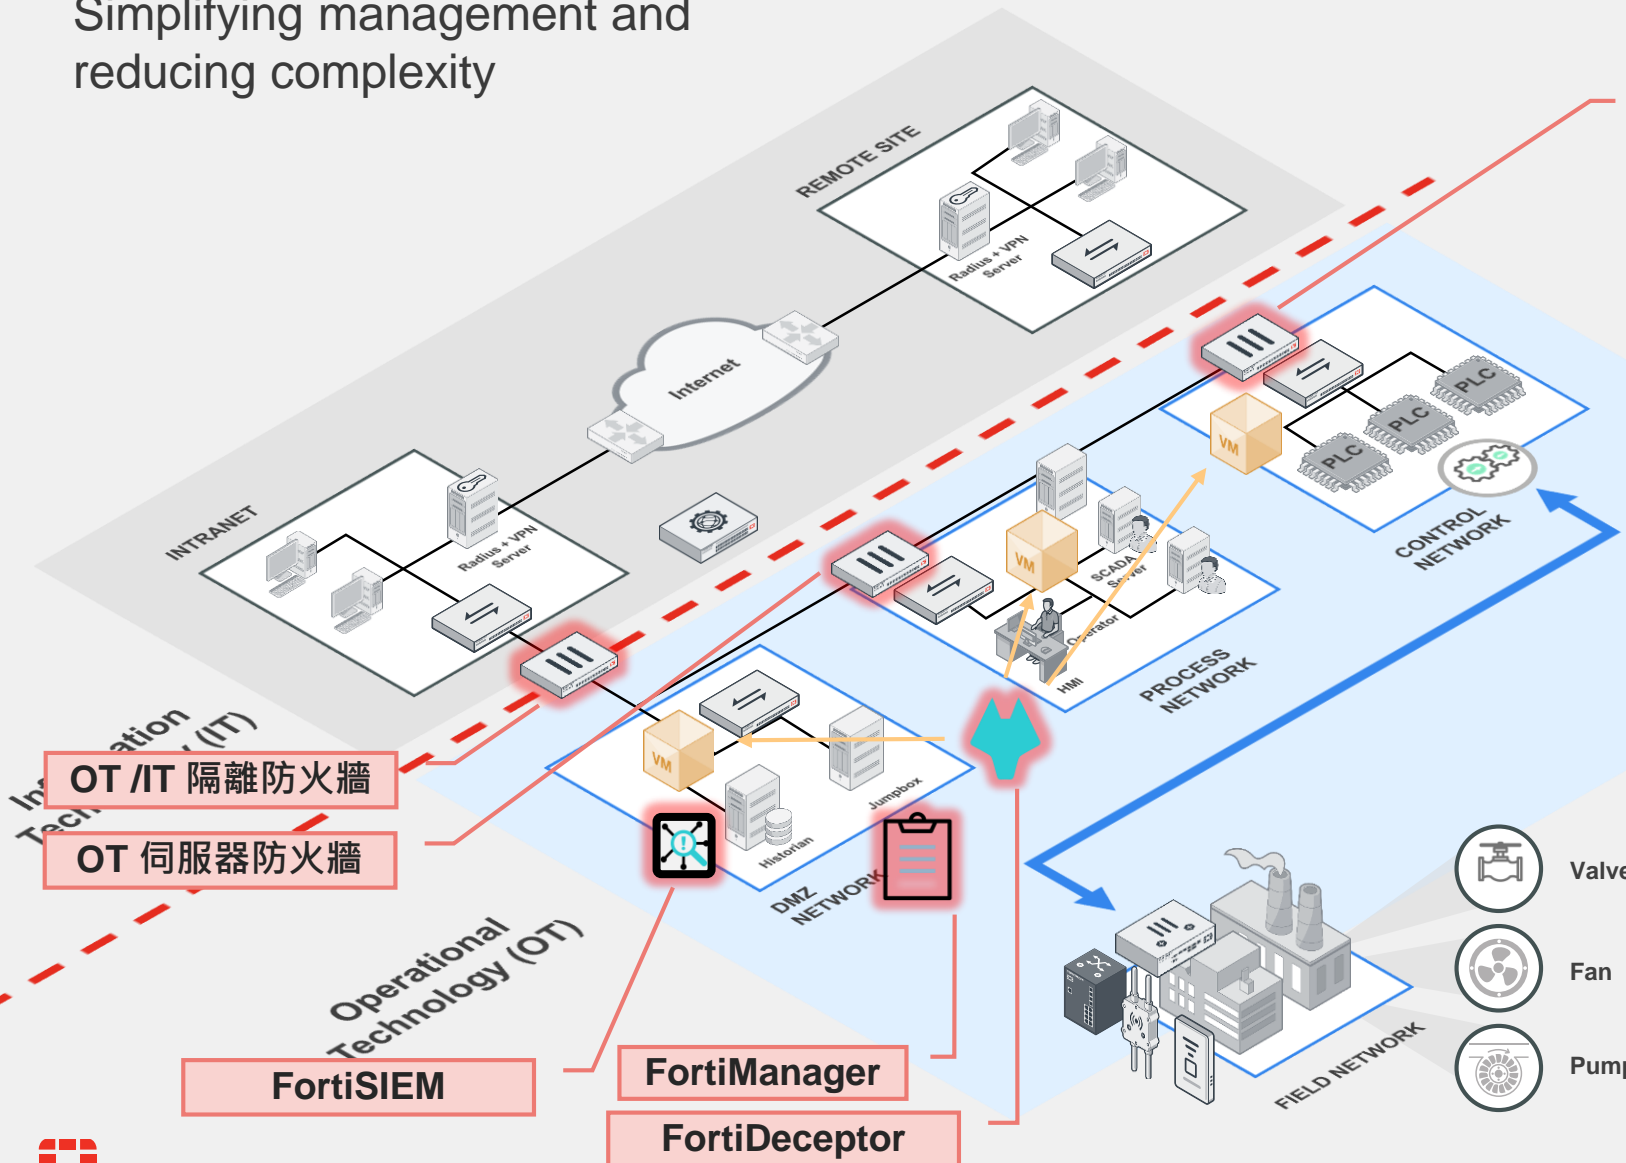 Simplifying management and
reducing complexity
REMOTE SITE
Radius + VPN
Server
Internet
INTRANET
Radius + VPN
Server
PLC
PLC
PLC
VM
CONTROL
NETWORK
VM
SCADA
Server
Operator
HMI
PROCESS
NETWORK
OT /IT 隔離防火牆
OT 伺服器防火牆
VM
Jumpbox
Historian
DMZ
NETWORK
Operational
Technology (OT)
Valve
Fan
Pump
FIELD NETWORK
FortiSIEM
FortiManager
FortiDeceptor